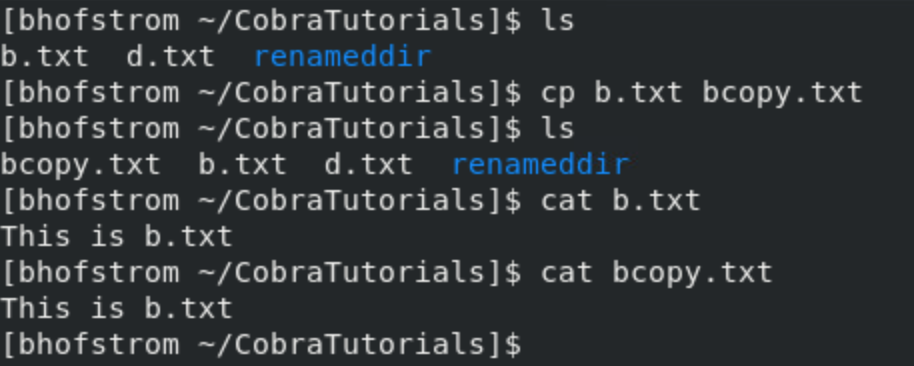 [bhofstrom ~/CobraTutorials]$ ls
b.txt  d.txt  renameddir
[bhofstrom ~/CobraTutorials]$ cp b.txt bcopy.txt
[bhofstrom ~/CobraTutorials]$ ls
bcopy.txt  b.txt  d.txt  renameddir
[bhofstrom ~/CobraTutorials]$ cat b.txt
This is b.txt
[bhofstrom ~/CobraTutorials]$ cat bcopy.txt
This is b.txt
[bhofstrom ~/CobraTutorials]$